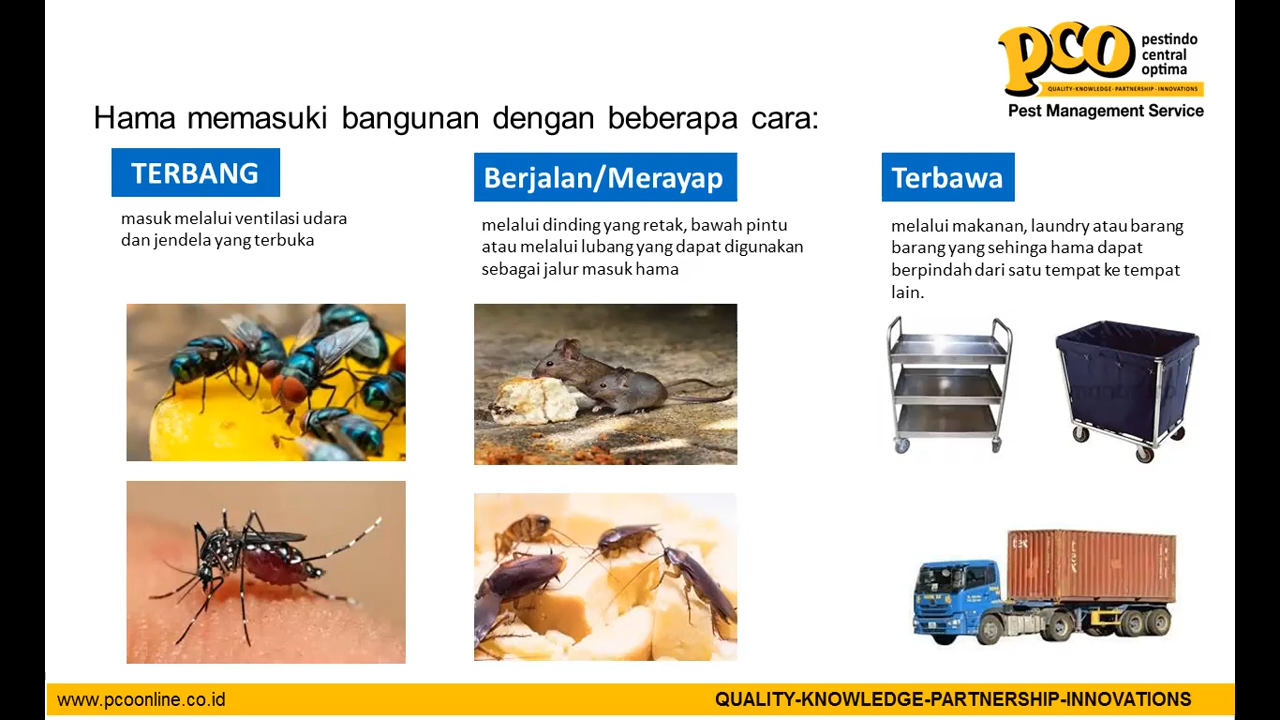 pco
pestindo
central
optima
QUALITY-KNOWLEDGE-PARTNERSHIP-INNOVATIONS
Pest Management Service
Hama memasuki bangunan dengan beberapa cara:
TERBANG
masuk melalui ventilasi udara
dan jendela yang terbuka
Berjalan/Merayap
melalui dinding yang retak, bawah pintu
atau melalui lubang yang dapat digunakan
sebagai jalur masuk hama
Terbawa
melalui makanan, laundry atau barang
barang yang sehinga hama dapat
berpindah dari satu tempat ke tempat
lain.
www.pcoonline.co.id
QUALITY-KNOWLEDGE-PARTNERSHIP-INNOVATIONS